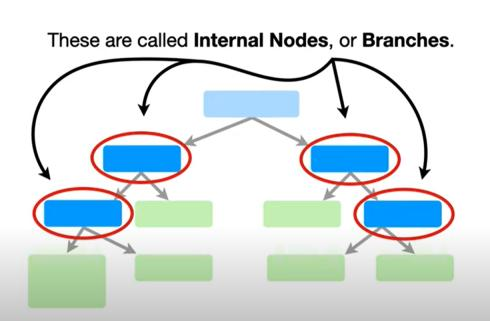 These are called Internal Nodes, or Branches.